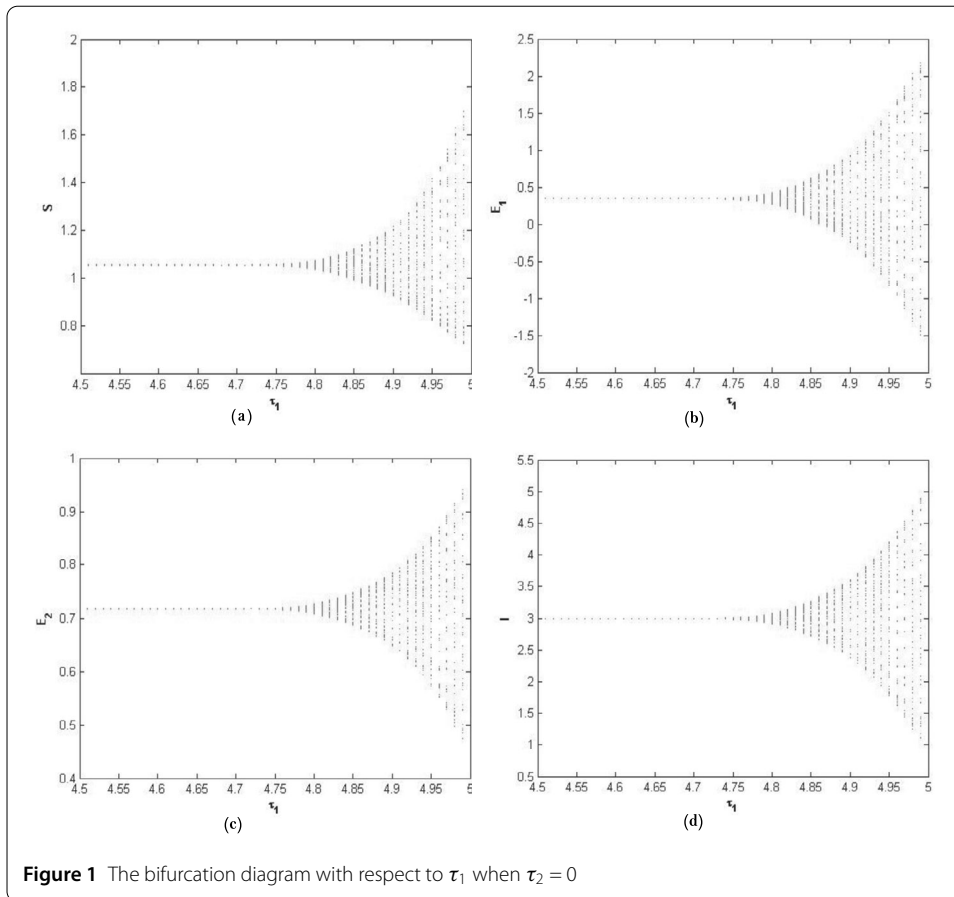 2
1.8
1.6
1.4
1.2
1
0.8
S
4.5 4.55 4.6 4.65 4.7 4.75 4.8 4.85 4.9 4.95 5
τ1
(a)
2.5
2
1.5
1
0.5
0
-0.5
-1
-1.5
-2
E1
4.5 4.55 4.6 4.65 4.7 4.75 4.8 4.85 4.9 4.95 5
τ1
(b)
1
0.9
0.8
0.7
0.6
0.5
0.4
E2
4.5 4.55 4.6 4.65 4.7 4.75 4.8 4.85 4.9 4.95 5
τ1
(c)
5.5
5
4.5
4
3.5
3
2.5
2
1.5
1
0.5
I
4.5 4.55 4.6 4.65 4.7 4.75 4.8 4.85 4.9 4.95 5
τ1
(d)
Figure 1 The bifurcation diagram with respect to τ1 when τ2 = 0